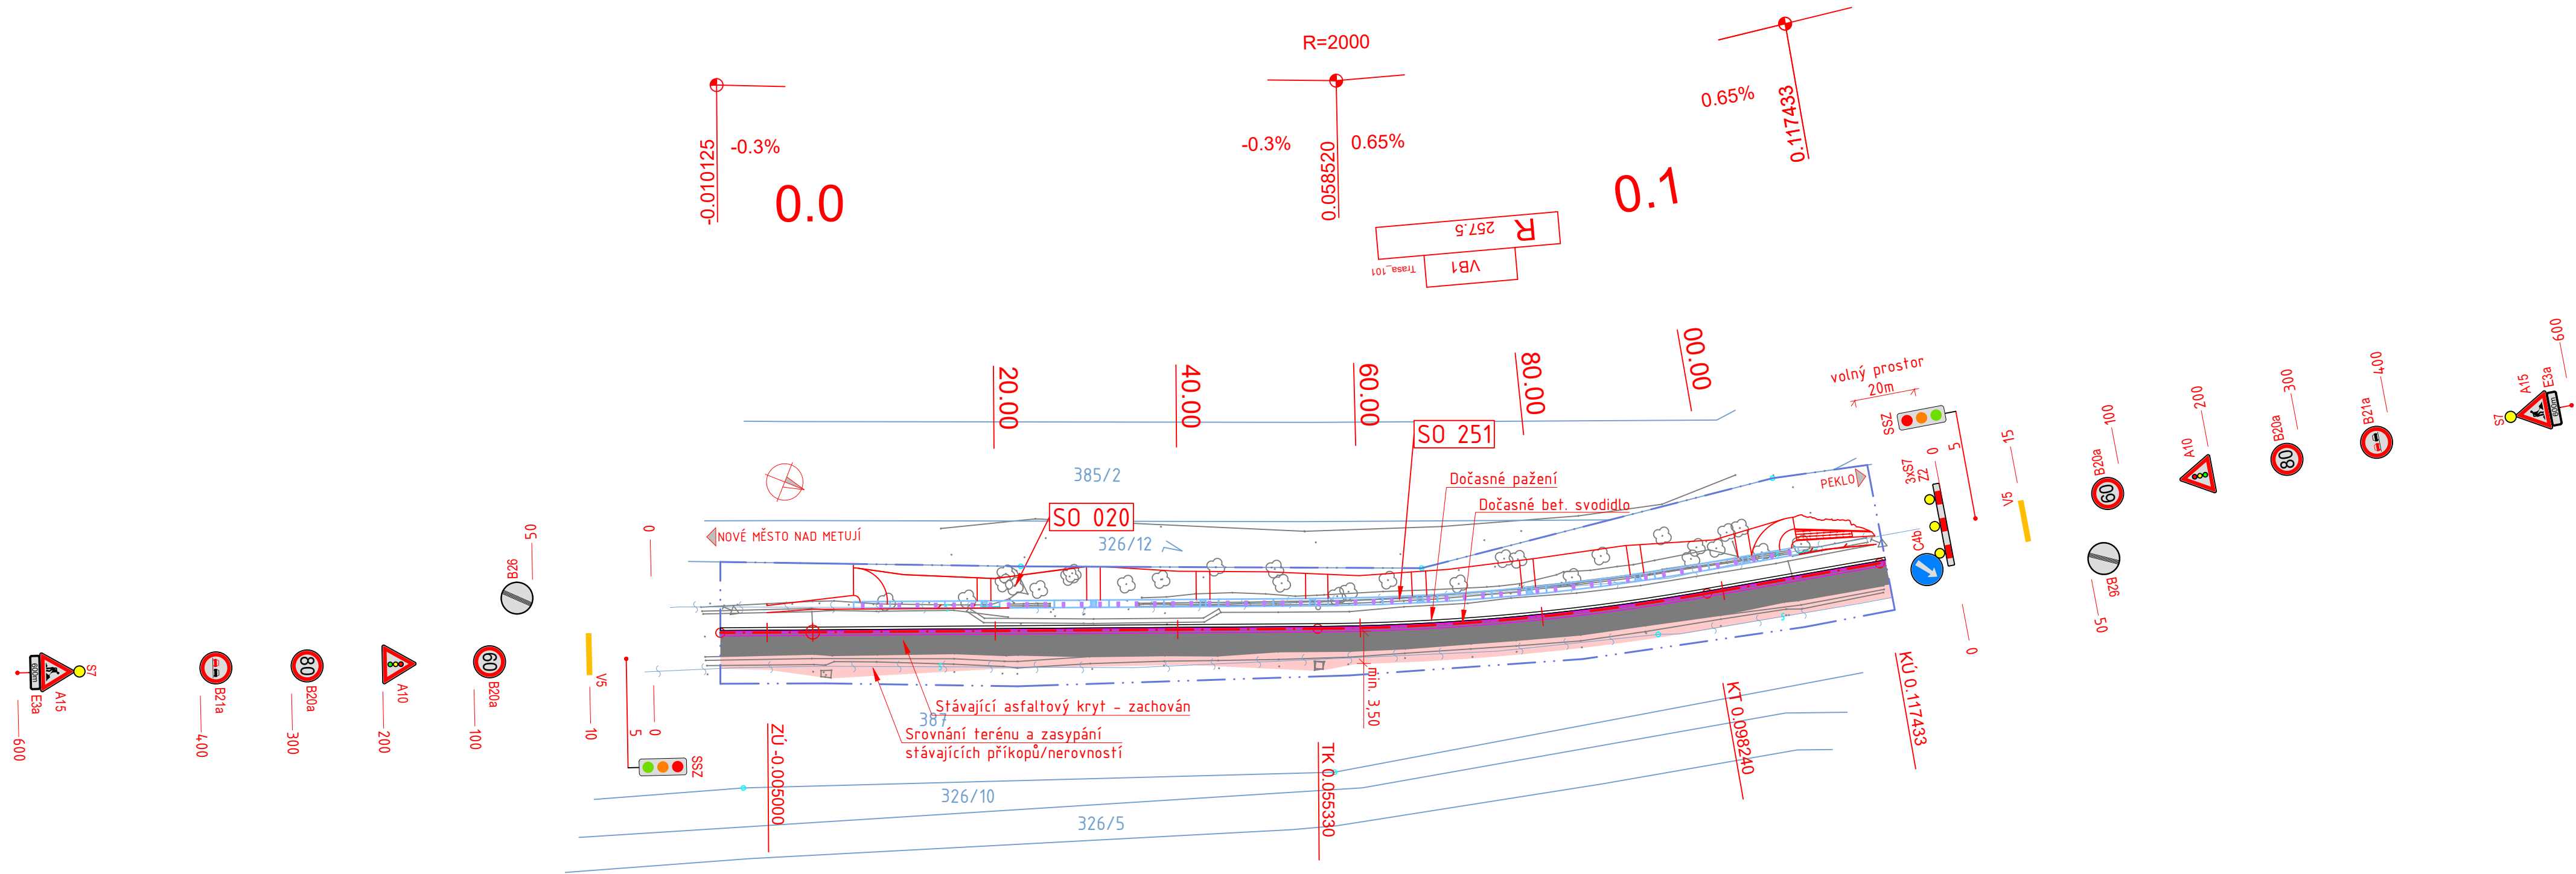 R=2000
-0.010125
-0.3%
0.0
-0.3%
0.058520
0.65%
0.65%
0.117433
0.1
R 257.5
VB1
Trasa_101
20.00
40.00
60.00
80.00
00.00
SO 251
SO 020
385/2
326/12
Dočasné pažení
Dočasné bet. svodidlo
NOVÉ MĚSTO NAD METUJÍ
PEKLO
volný prostor
20m
SSZ
0
5
3xS7
Z2
C4b
0
15
V5
100
B20a
60
B26
50
200
A10
300
B20a
80
400
B21a
600
E3a
A15
600m
S7
B26
50
0
S7
A15
E3a
600m
600
B21a
400
B20a
80
300
A10
200
B20a
60
100
V5
10
5
0
SSZ
Stávající asfaltový kryt - zachován
387
Srovnání terénu a zasypání
stávajících příkopů/nerovností
min. 3,50
ZÚ -0.005000
TK 0.055330
KT 0.098240
KÚ 0.117433
326/10
326/5